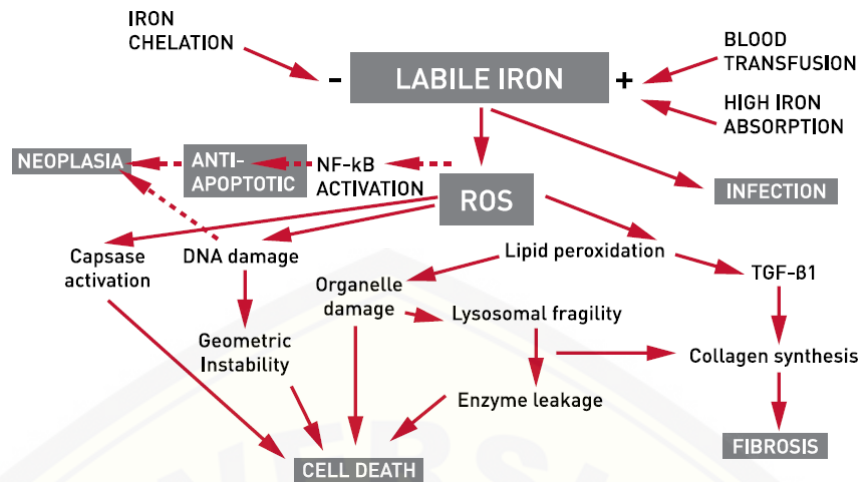 IRON
CHELATION
-
LABILE IRON
+
BLOOD
TRANSFUSION
HIGH IRON
ABSORPTION
NEOPLASIA
ANTI-
APOPTOTIC
NF-kB
ACTIVATION
ROS
INFECTION
Capsase
activation
DNA damage
Lipid peroxidation
TGF-β1
Organelle
damage
Lysosomal fragility
Geometric
Instability
Collagen synthesis
Enzyme leakage
FIBROSIS
CELL DEATH